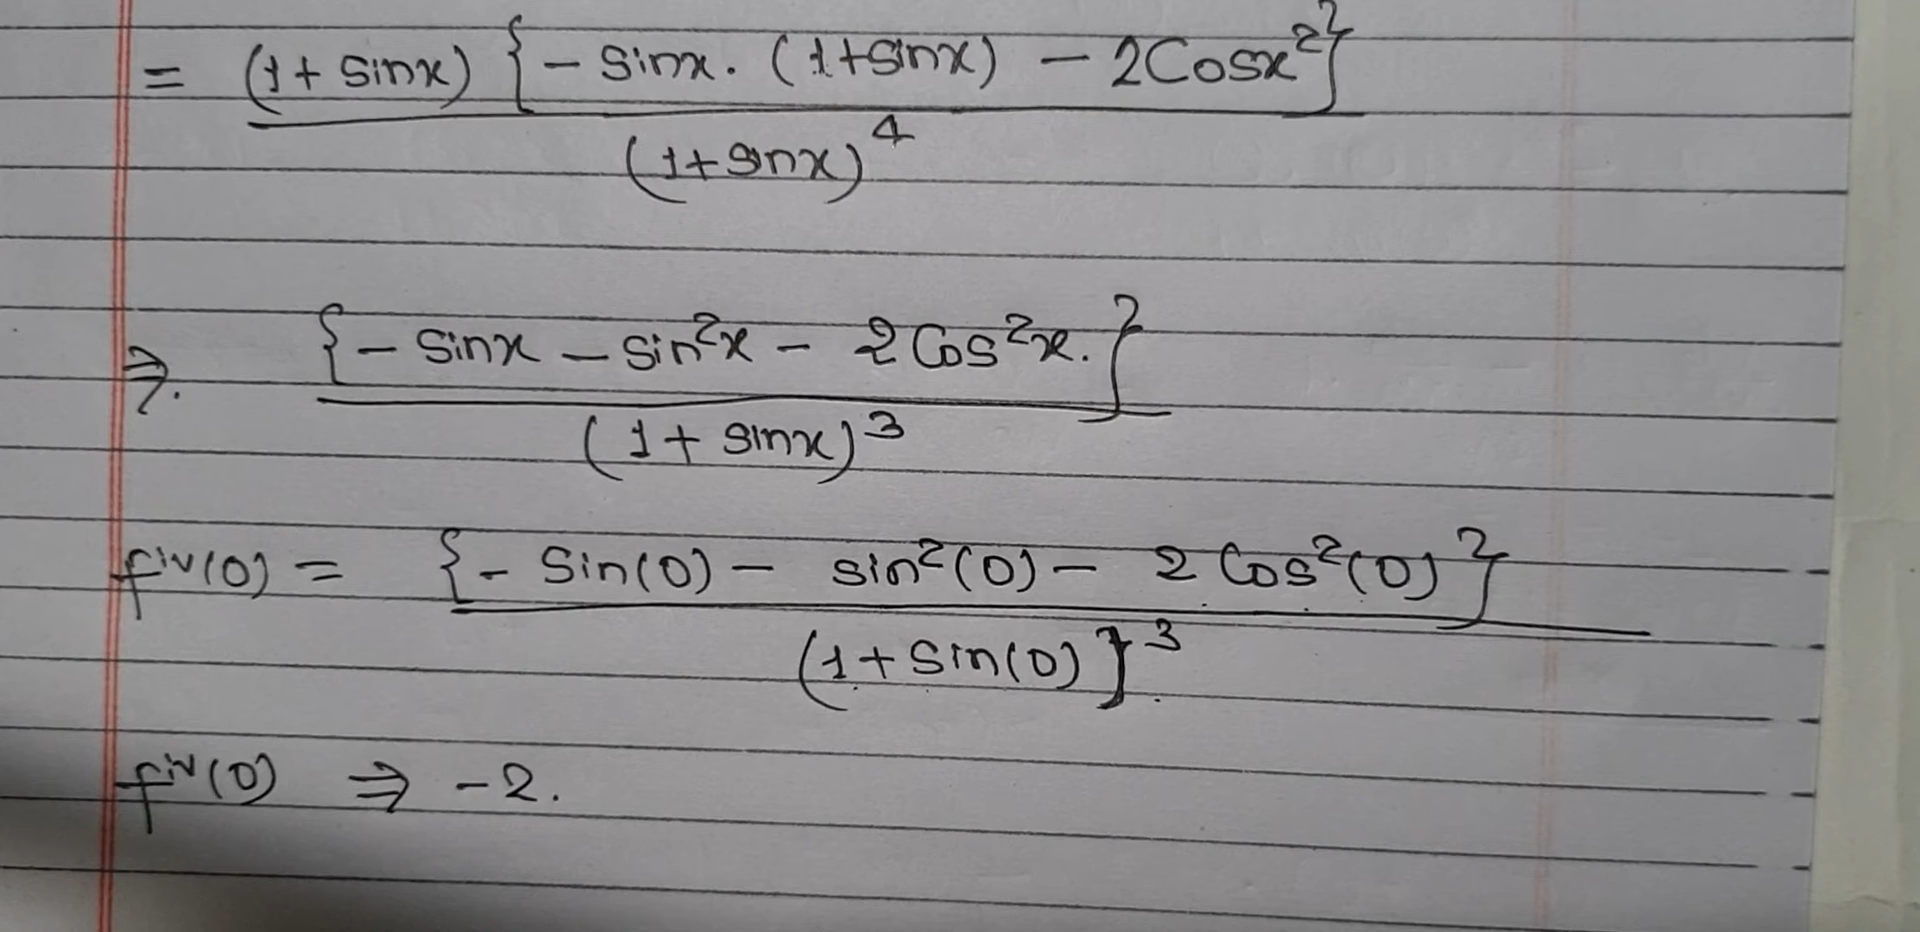 = (1 + sinx) {- sinx. (1+sinx) - 2Cosx²}
(1+sinx)⁴
⇒. {- sinx - sin²x - 2Cos²x.}
(1 + sinx)³
fⁱᵛ(0) = {- Sin(0) - sin²(0) - 2 Cos²(0)}
(1+ Sin(0)}³.
fⁱᵛ(0) ⇒ -2.